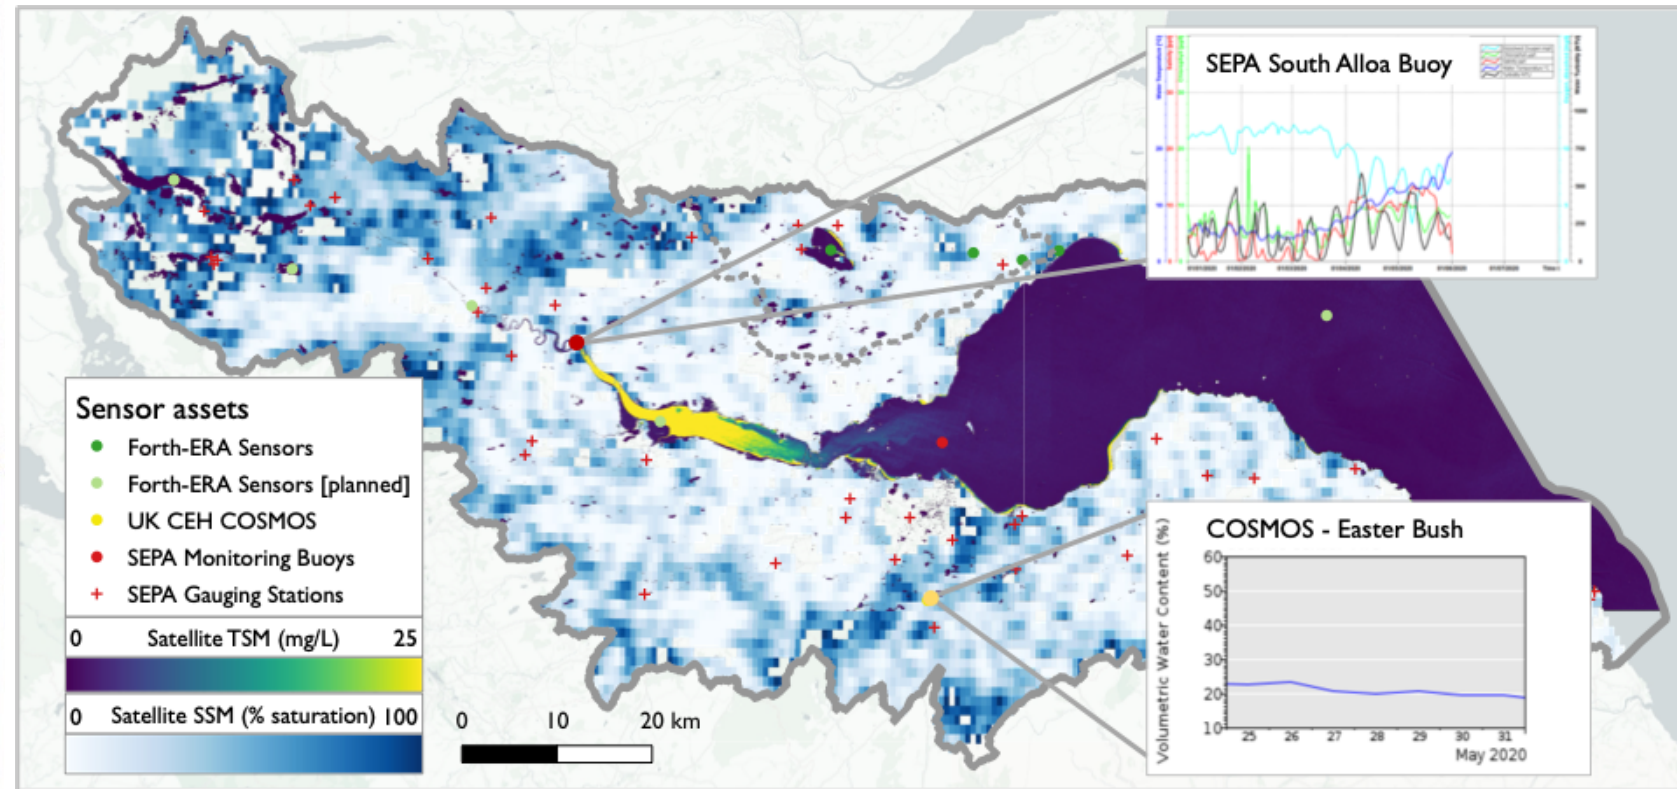 SEPA South Alloa Buoy
Sensor assets
Forth-ERA Sensors
Forth-ERA Sensors [planned]
UK CEH COSMOS
SEPA Monitoring Buoys
SEPA Gauging Stations
0 Satellite TSM (mg/L) 25
0 Satellite SSM (% saturation) 100
0 10 20 km
COSMOS - Easter Bush
Volumetric Water Content (%)
60
50
40
30
20
10
25 26 27 28 29 30 31
May 2020